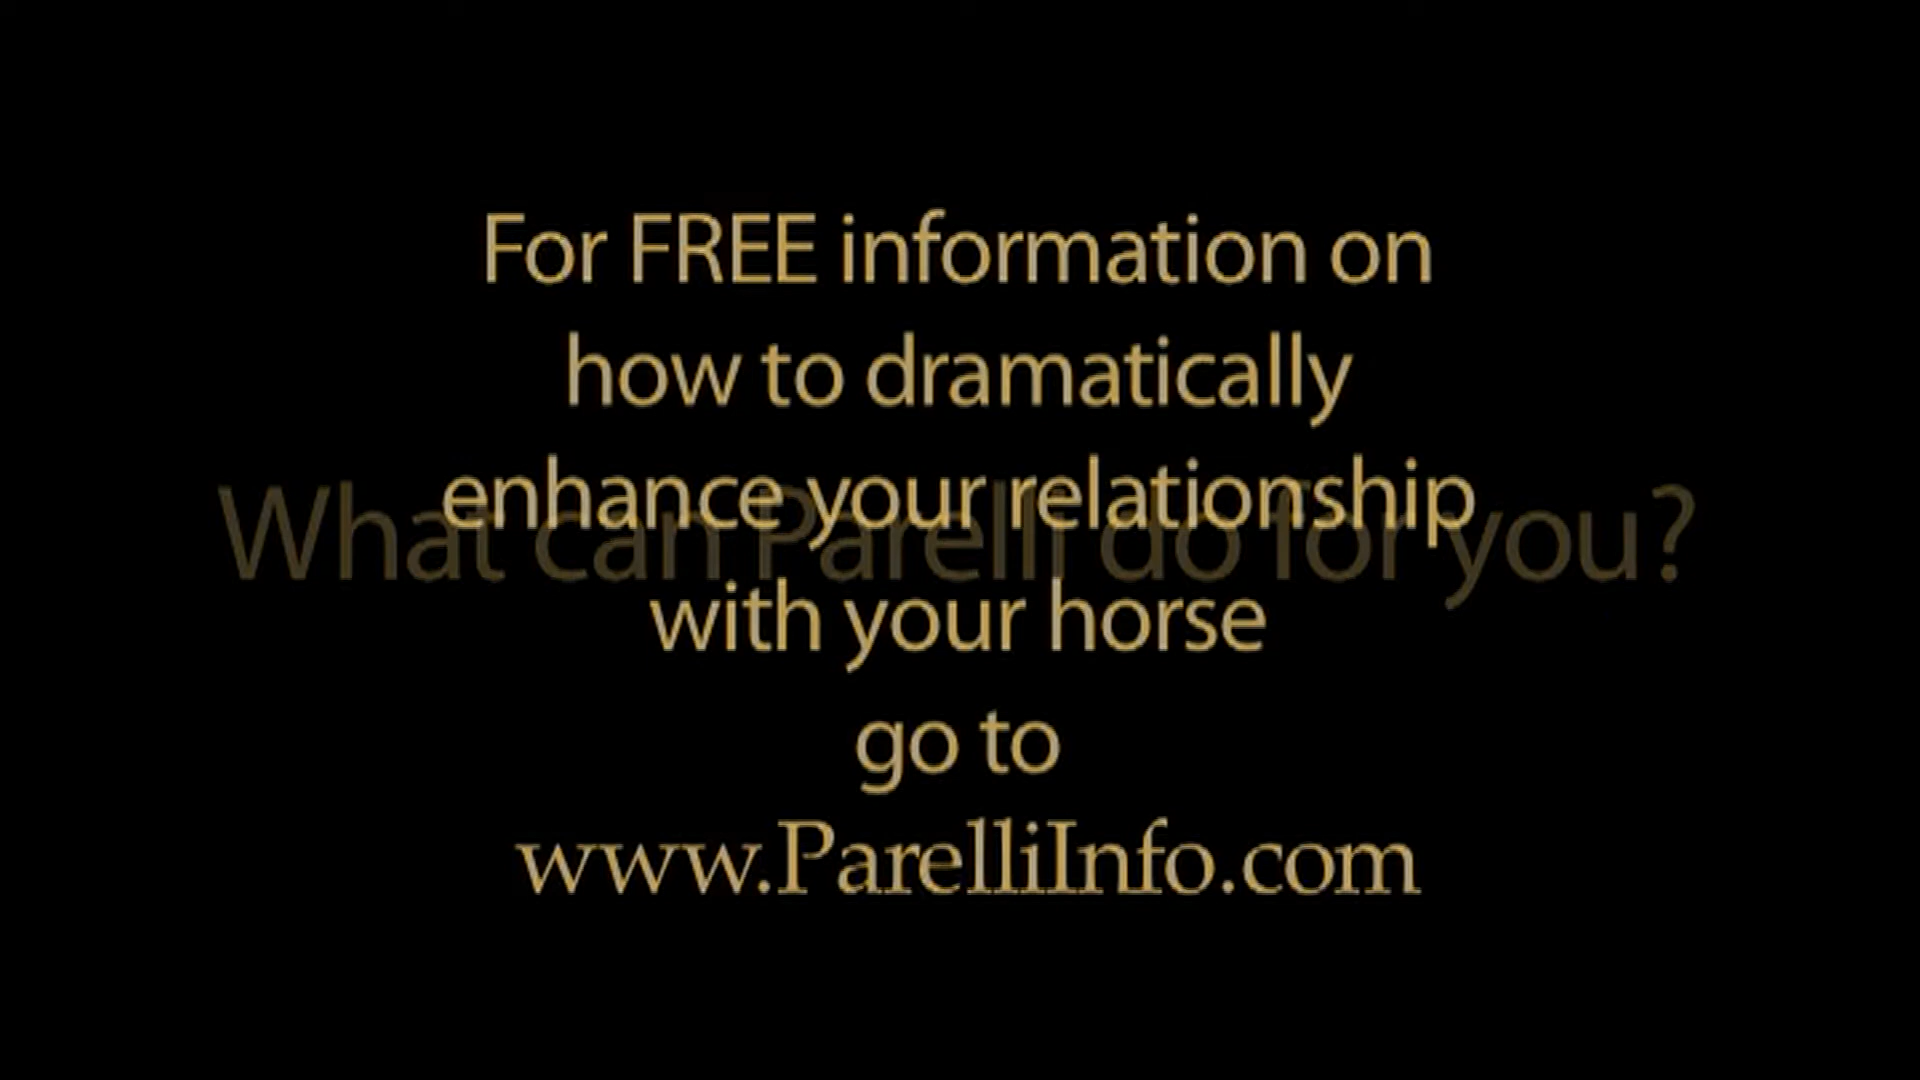 For FREE information on
how to dramatically
enhance your relationship
What can Parelli do for you?
with your horse
go to
www.ParelliInfo.com